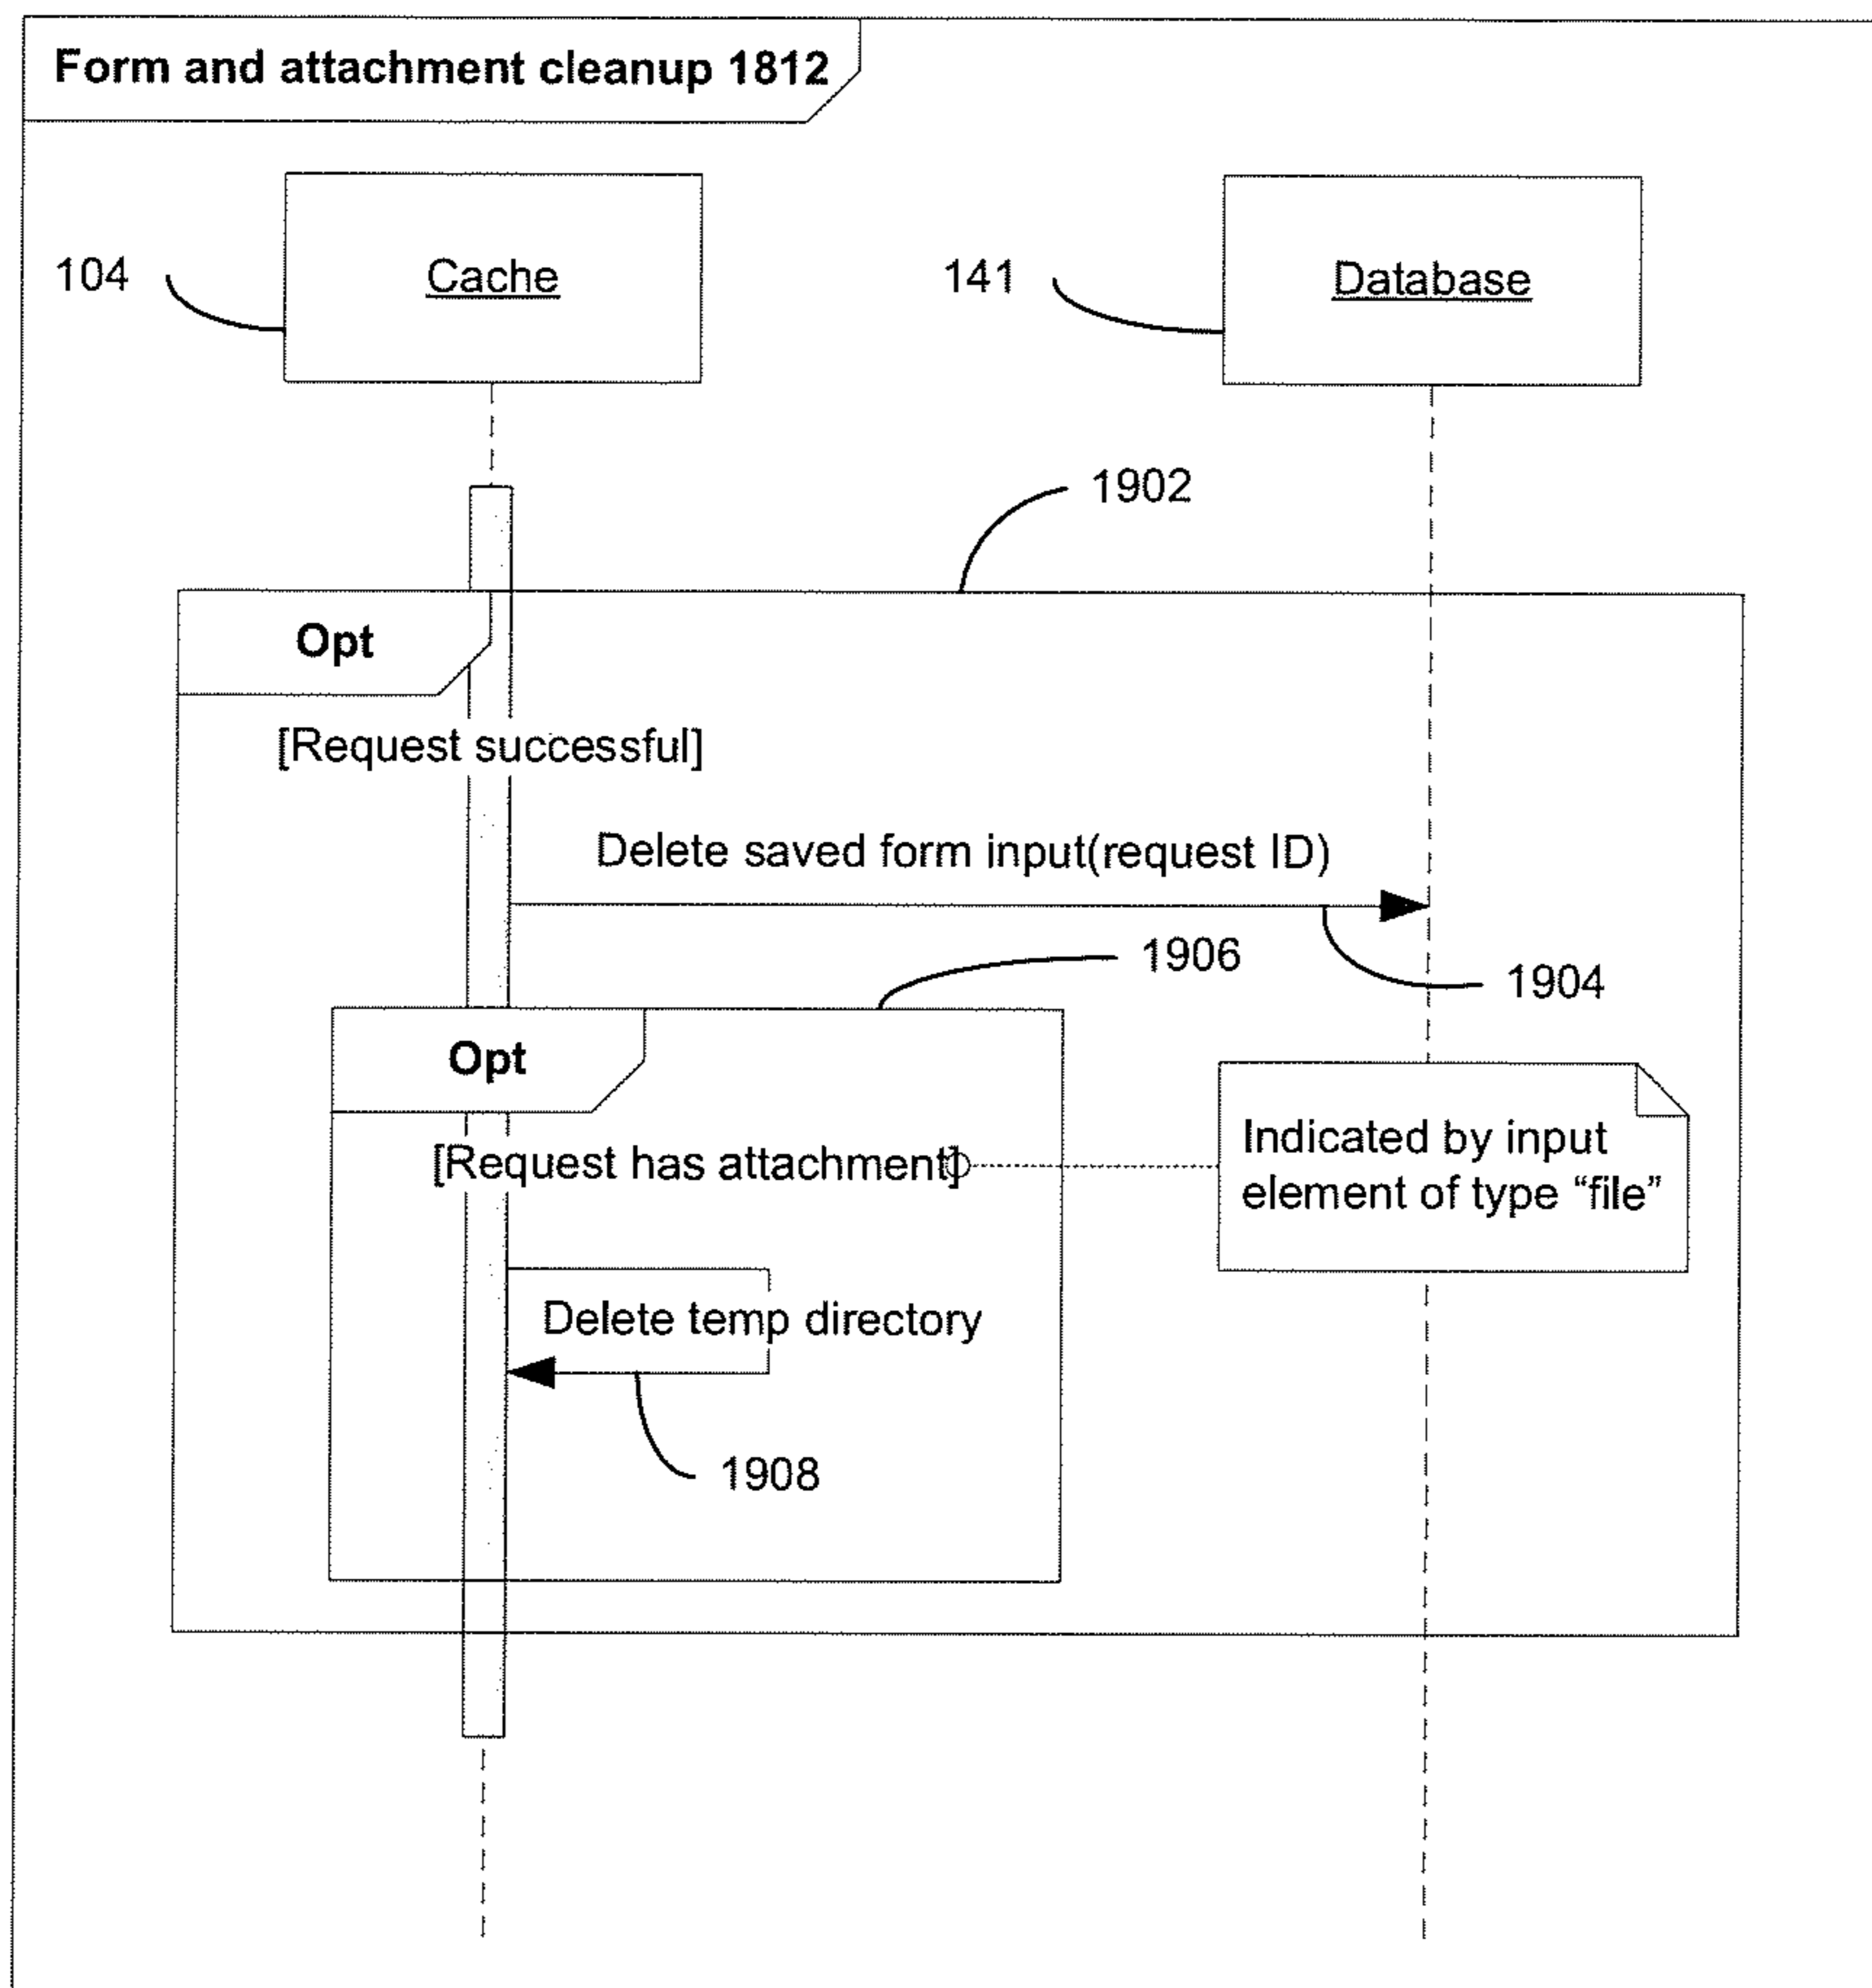 Form and attachment cleanup 1812
104
Cache
141
Database
1902
Opt
[Request successful]
Delete saved form input(request ID)
1906
1904
Opt
[Request has attachment]
Indicated by input
element of type “file”
Delete temp directory
1908